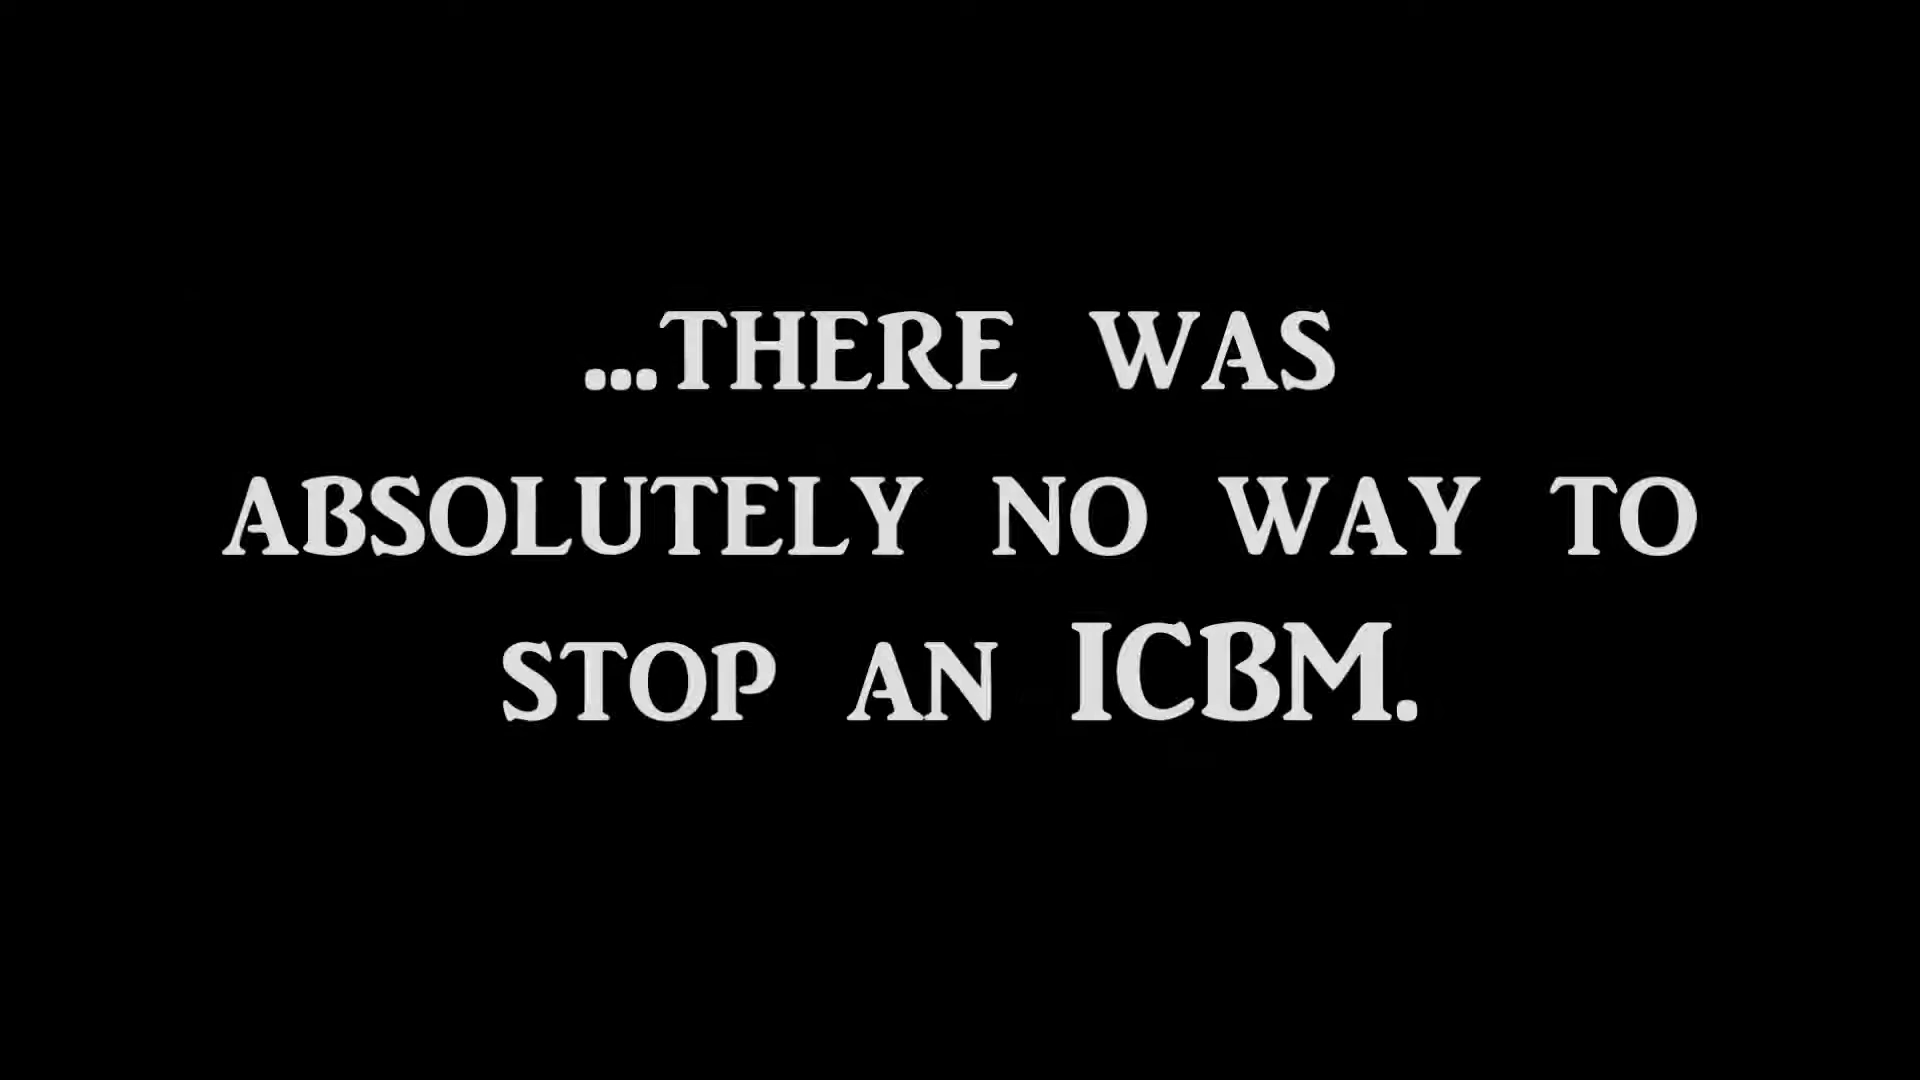 ...THERE WAS
ABSOLUTELY NO WAY TO
STOP AN ICBM.